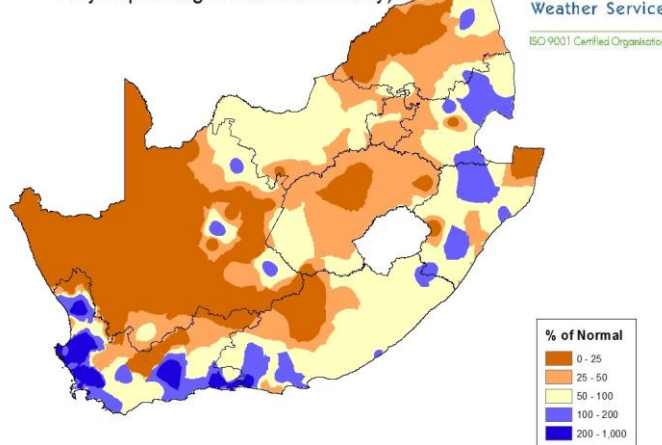 Weather Service
ISO 9001 Certified Organisation
% of Normal
0 - 25
25 - 50
50 - 100
100 - 200
200 - 1,000